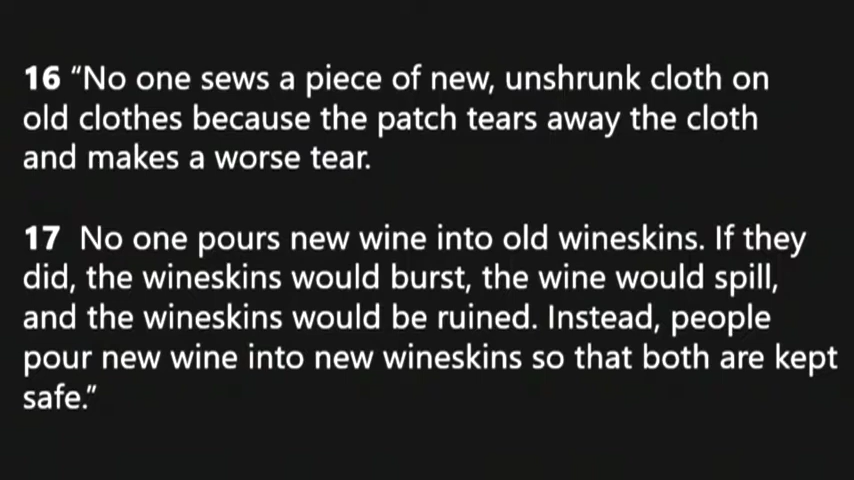 16 “No one sews a piece of new, unshrunk cloth on
old clothes because the patch tears away the cloth
and makes a worse tear.
17 No one pours new wine into old wineskins. If they
did, the wineskins would burst, the wine would spill,
and the wineskins would be ruined. Instead, people
pour new wine into new wineskins so that both are kept
safe.”